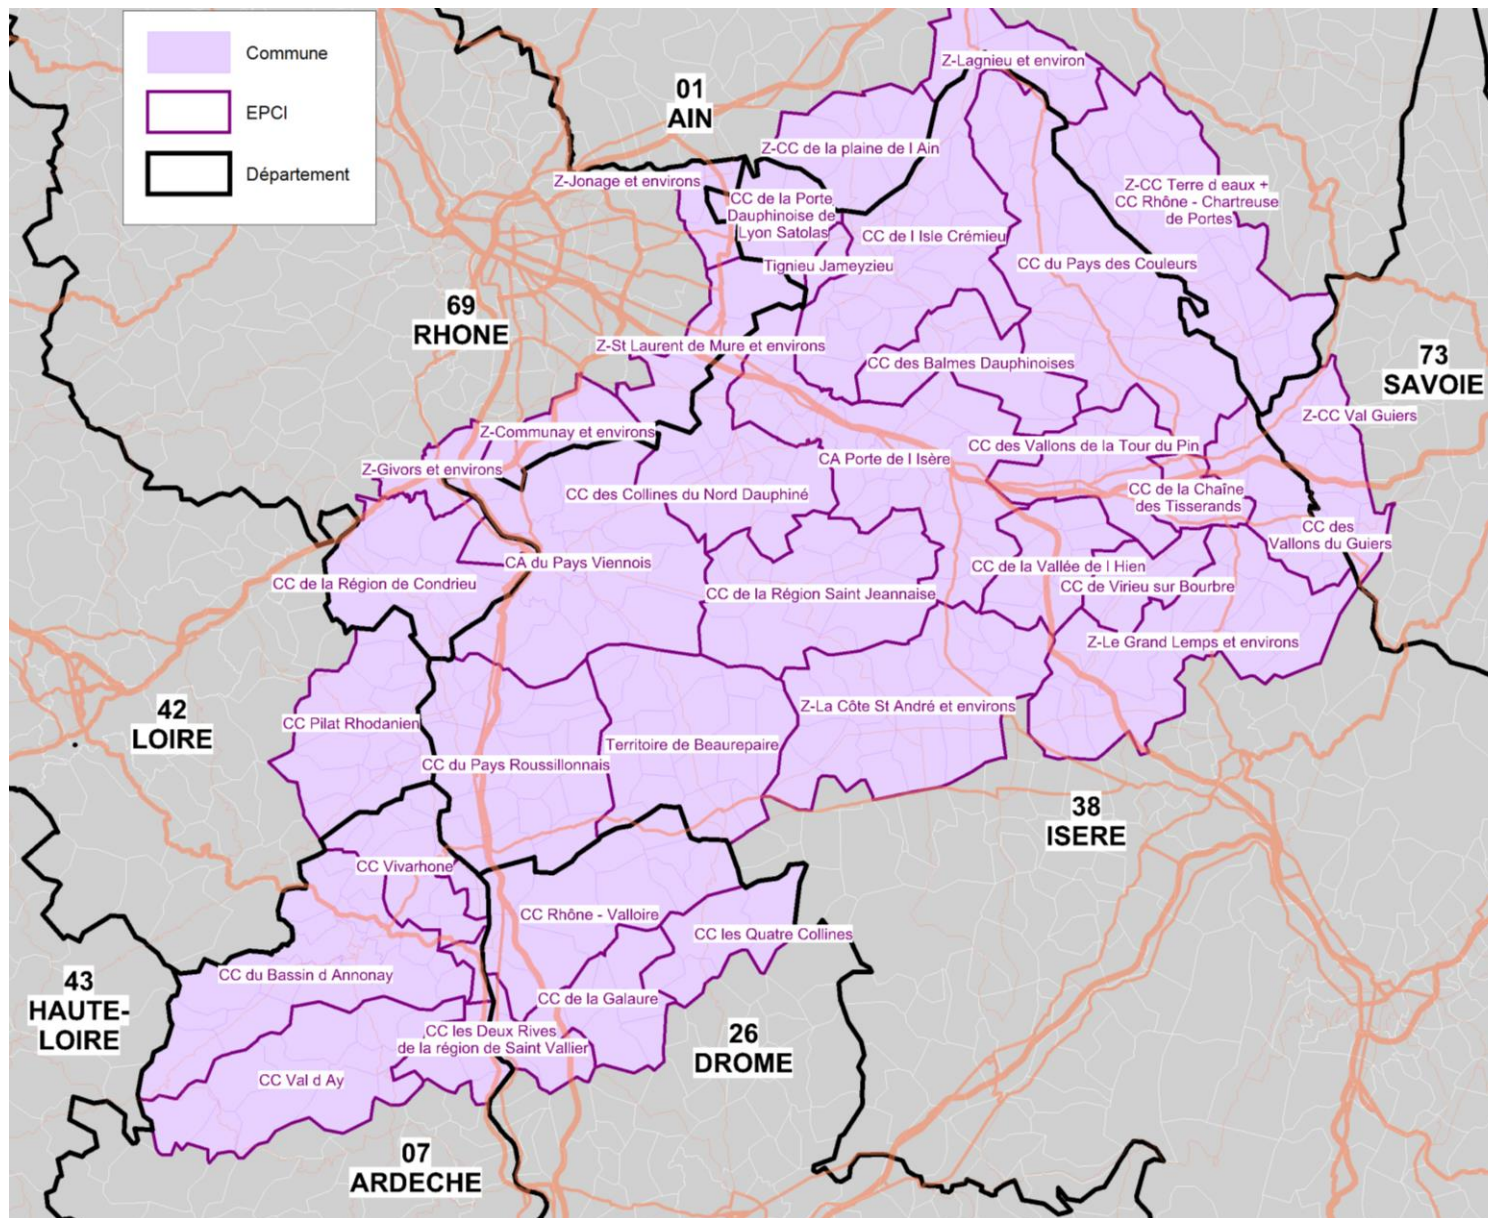 Commune
EPCI
Département
01
AIN
Z-Lagnieu et environ
Z-CC de la plaine de l Ain
Z-Jonage et environs
CC de la Porte
Dauphinoise de
Lyon Satolas
Z-CC Terre d eaux +
CC Rhône - Chartreuse
de Portes
CC de l Isle Crémieu
Tignieu Jameyzieu
CC du Pays des Couleurs
69
RHONE
Z-St Laurent de Mure et environs
CC des Balmes Dauphinoises
73
SAVOIE
Z-CC Val Guiers
Z-Communay et environs
CC des Vallons de la Tour du Pin
CA Porte de l Isère
Z-Givors et environs
CC des Collines du Nord Dauphiné
CC de la Chaîne
des Tisserands
CC des
Vallons du Guiers
CA du Pays Viennois
CC de la Vallée de l Hien
CC de la Région de Condrieu
CC de Virieu sur Bourbre
CC de la Région Saint Jeannaise
Z-Le Grand Lemps et environs
42
LOIRE
CC Pilat Rhodanien
Z-La Côte St André et environs
Territoire de Beaurepaire
CC du Pays Roussillonnais
38
ISERE
CC Vivarhone
CC Rhône - Valloire
CC les Quatre Collines
CC du Bassin d Annonay
43
HAUTE-
LOIRE
CC de la Galaure
CC les Deux Rives
de la région de Saint Vallier
26
DROME
CC Val d Ay
07
ARDECHE